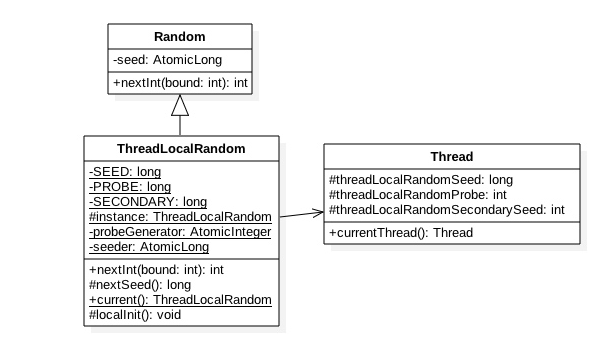 Random
-seed: AtomicLong
+nextInt(bound: int): int
ThreadLocalRandom
-SEED: long
-PROBE: long
-SECONDARY: long
#instance: ThreadLocalRandom
-probeGenerator: AtomicInteger
-seeder: AtomicLong
+nextInt(bound: int): int
#nextSeed(): long
+current(): ThreadLocalRandom
#localInit(): void
Thread
#threadLocalRandomSeed: long
#threadLocalRandomProbe: int
#threadLocalRandomSecondarySeed: int
+currentThread(): Thread